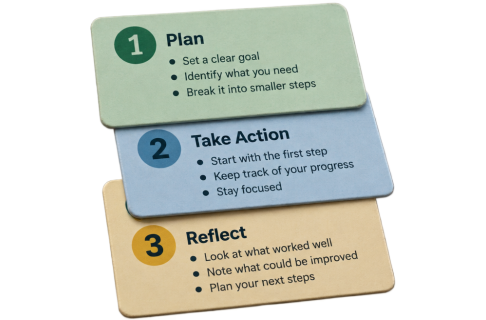 1 Plan
• Set a clear goal
• Identify what you need
• Break it into smaller steps
2 Take Action
• Start with the first step
• Keep track of your progress
• Stay focused
3 Reflect
• Look at what worked well
• Note what could be improved
• Plan your next steps